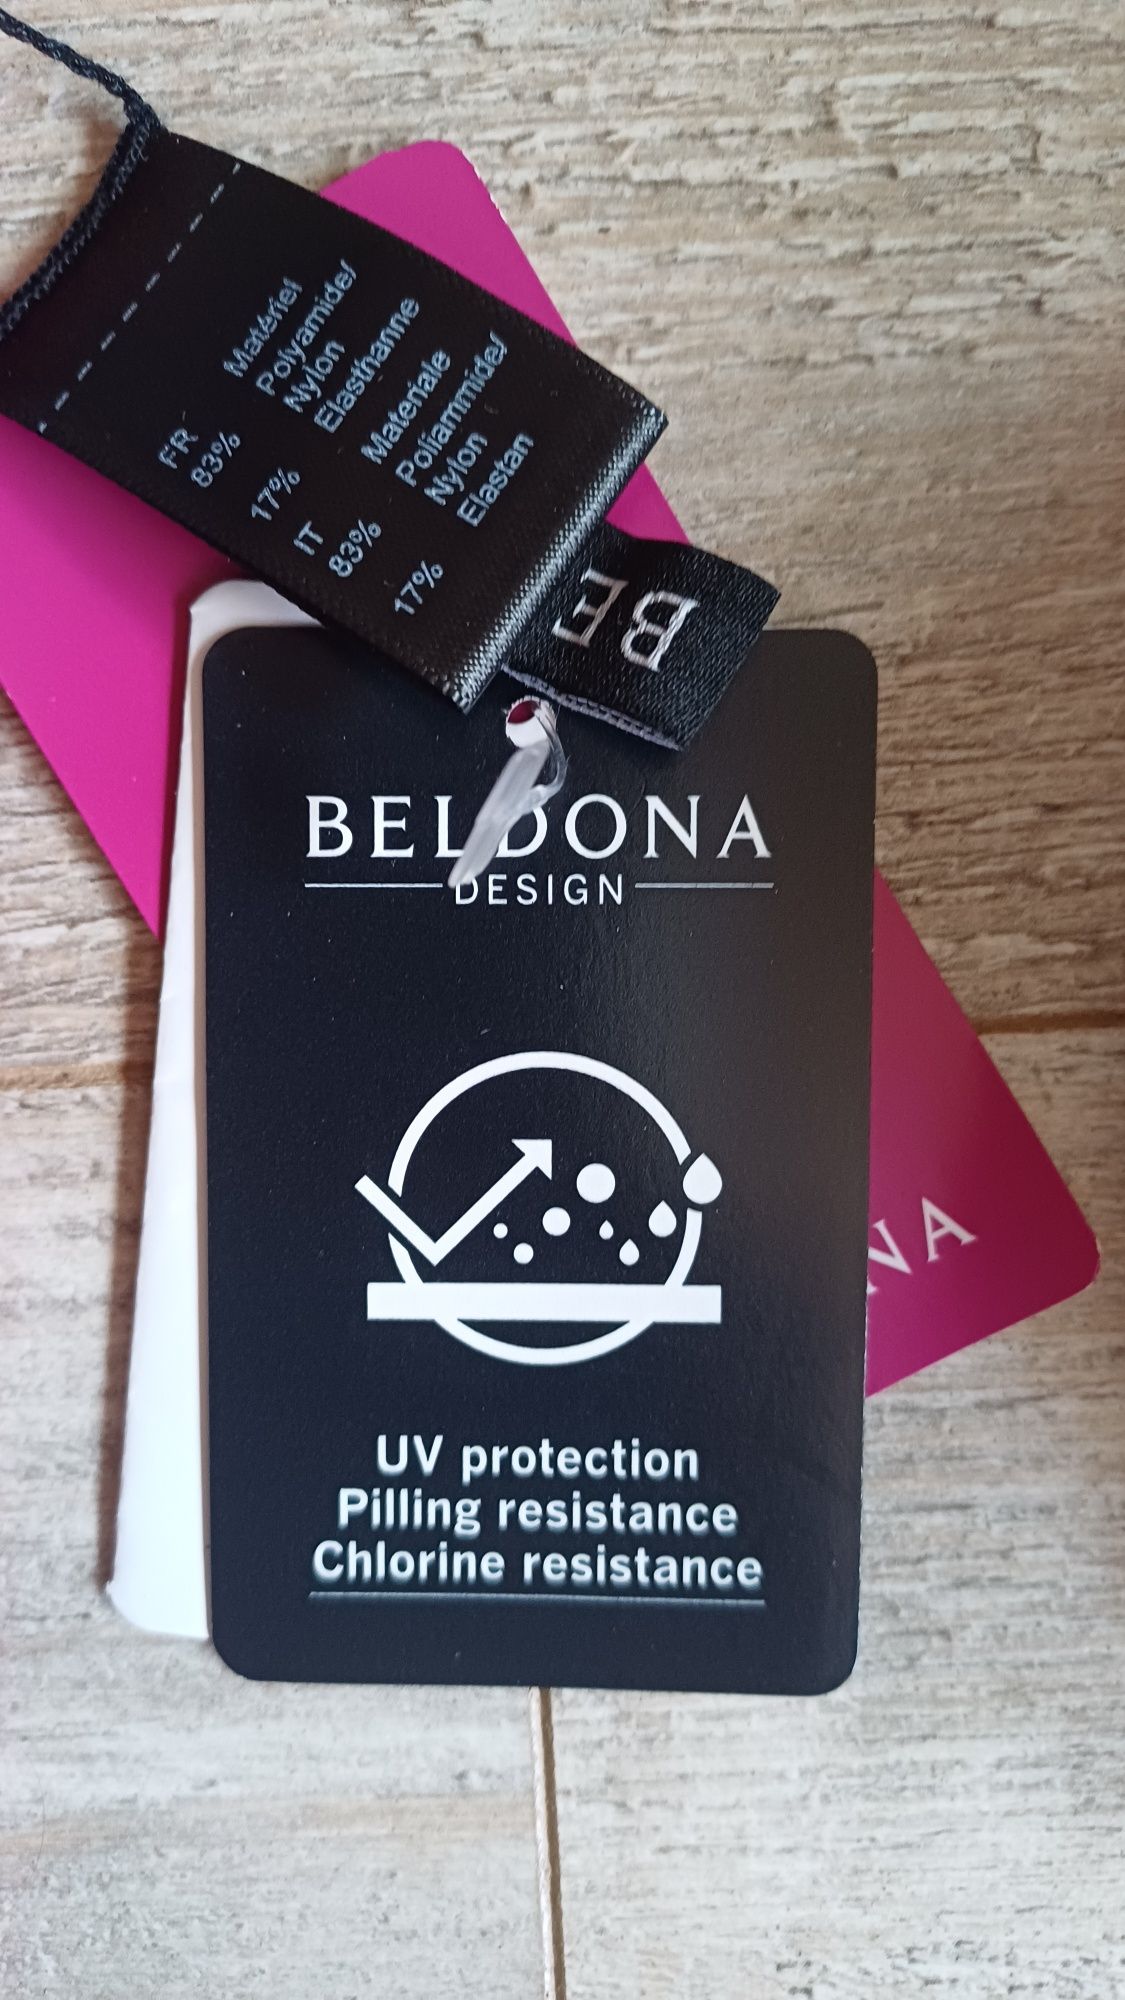 FR Matériel
83% Polyamide/
Nylon
17% Elasthanne
IT Materiale
83% Poliammide/
Nylon
17% Elastan
BE
BELDONA
DESIGN
NA
UV protection
Pilling resistance
Chlorine resistance